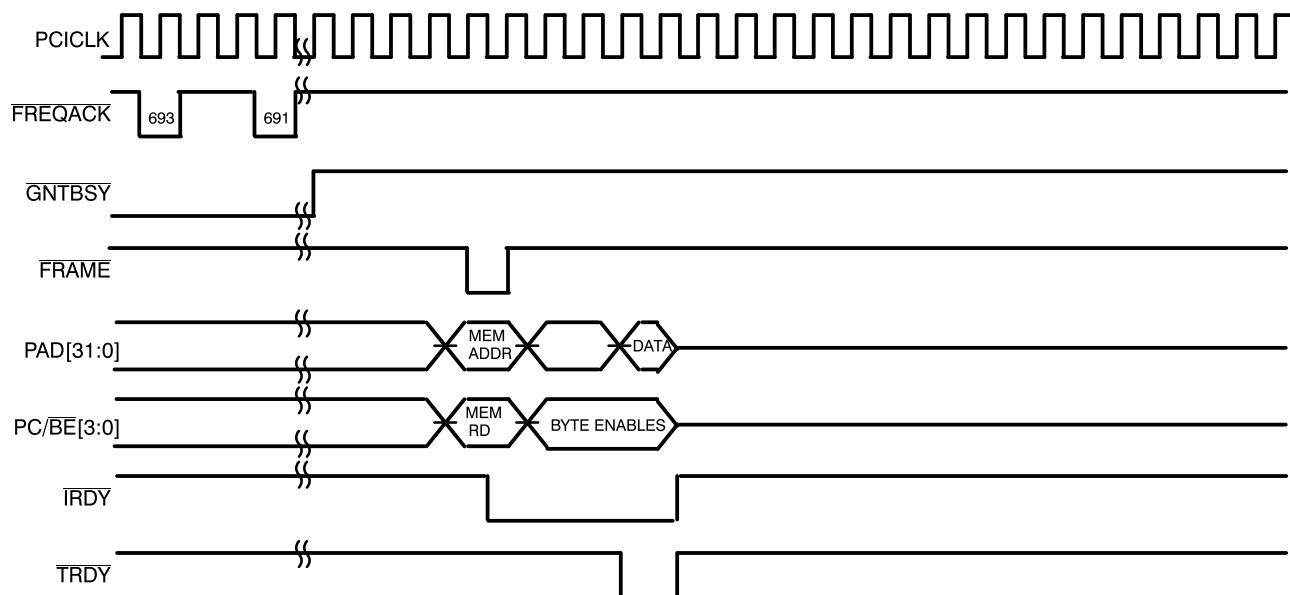 PCICLK
FREQACK
693
691
GNTBSY
FRAME
PAD[31:0]
MEM
ADDR
DATA
PC/BE[3:0]
MEM
RD
BYTE ENABLES
IRDY
TRDY